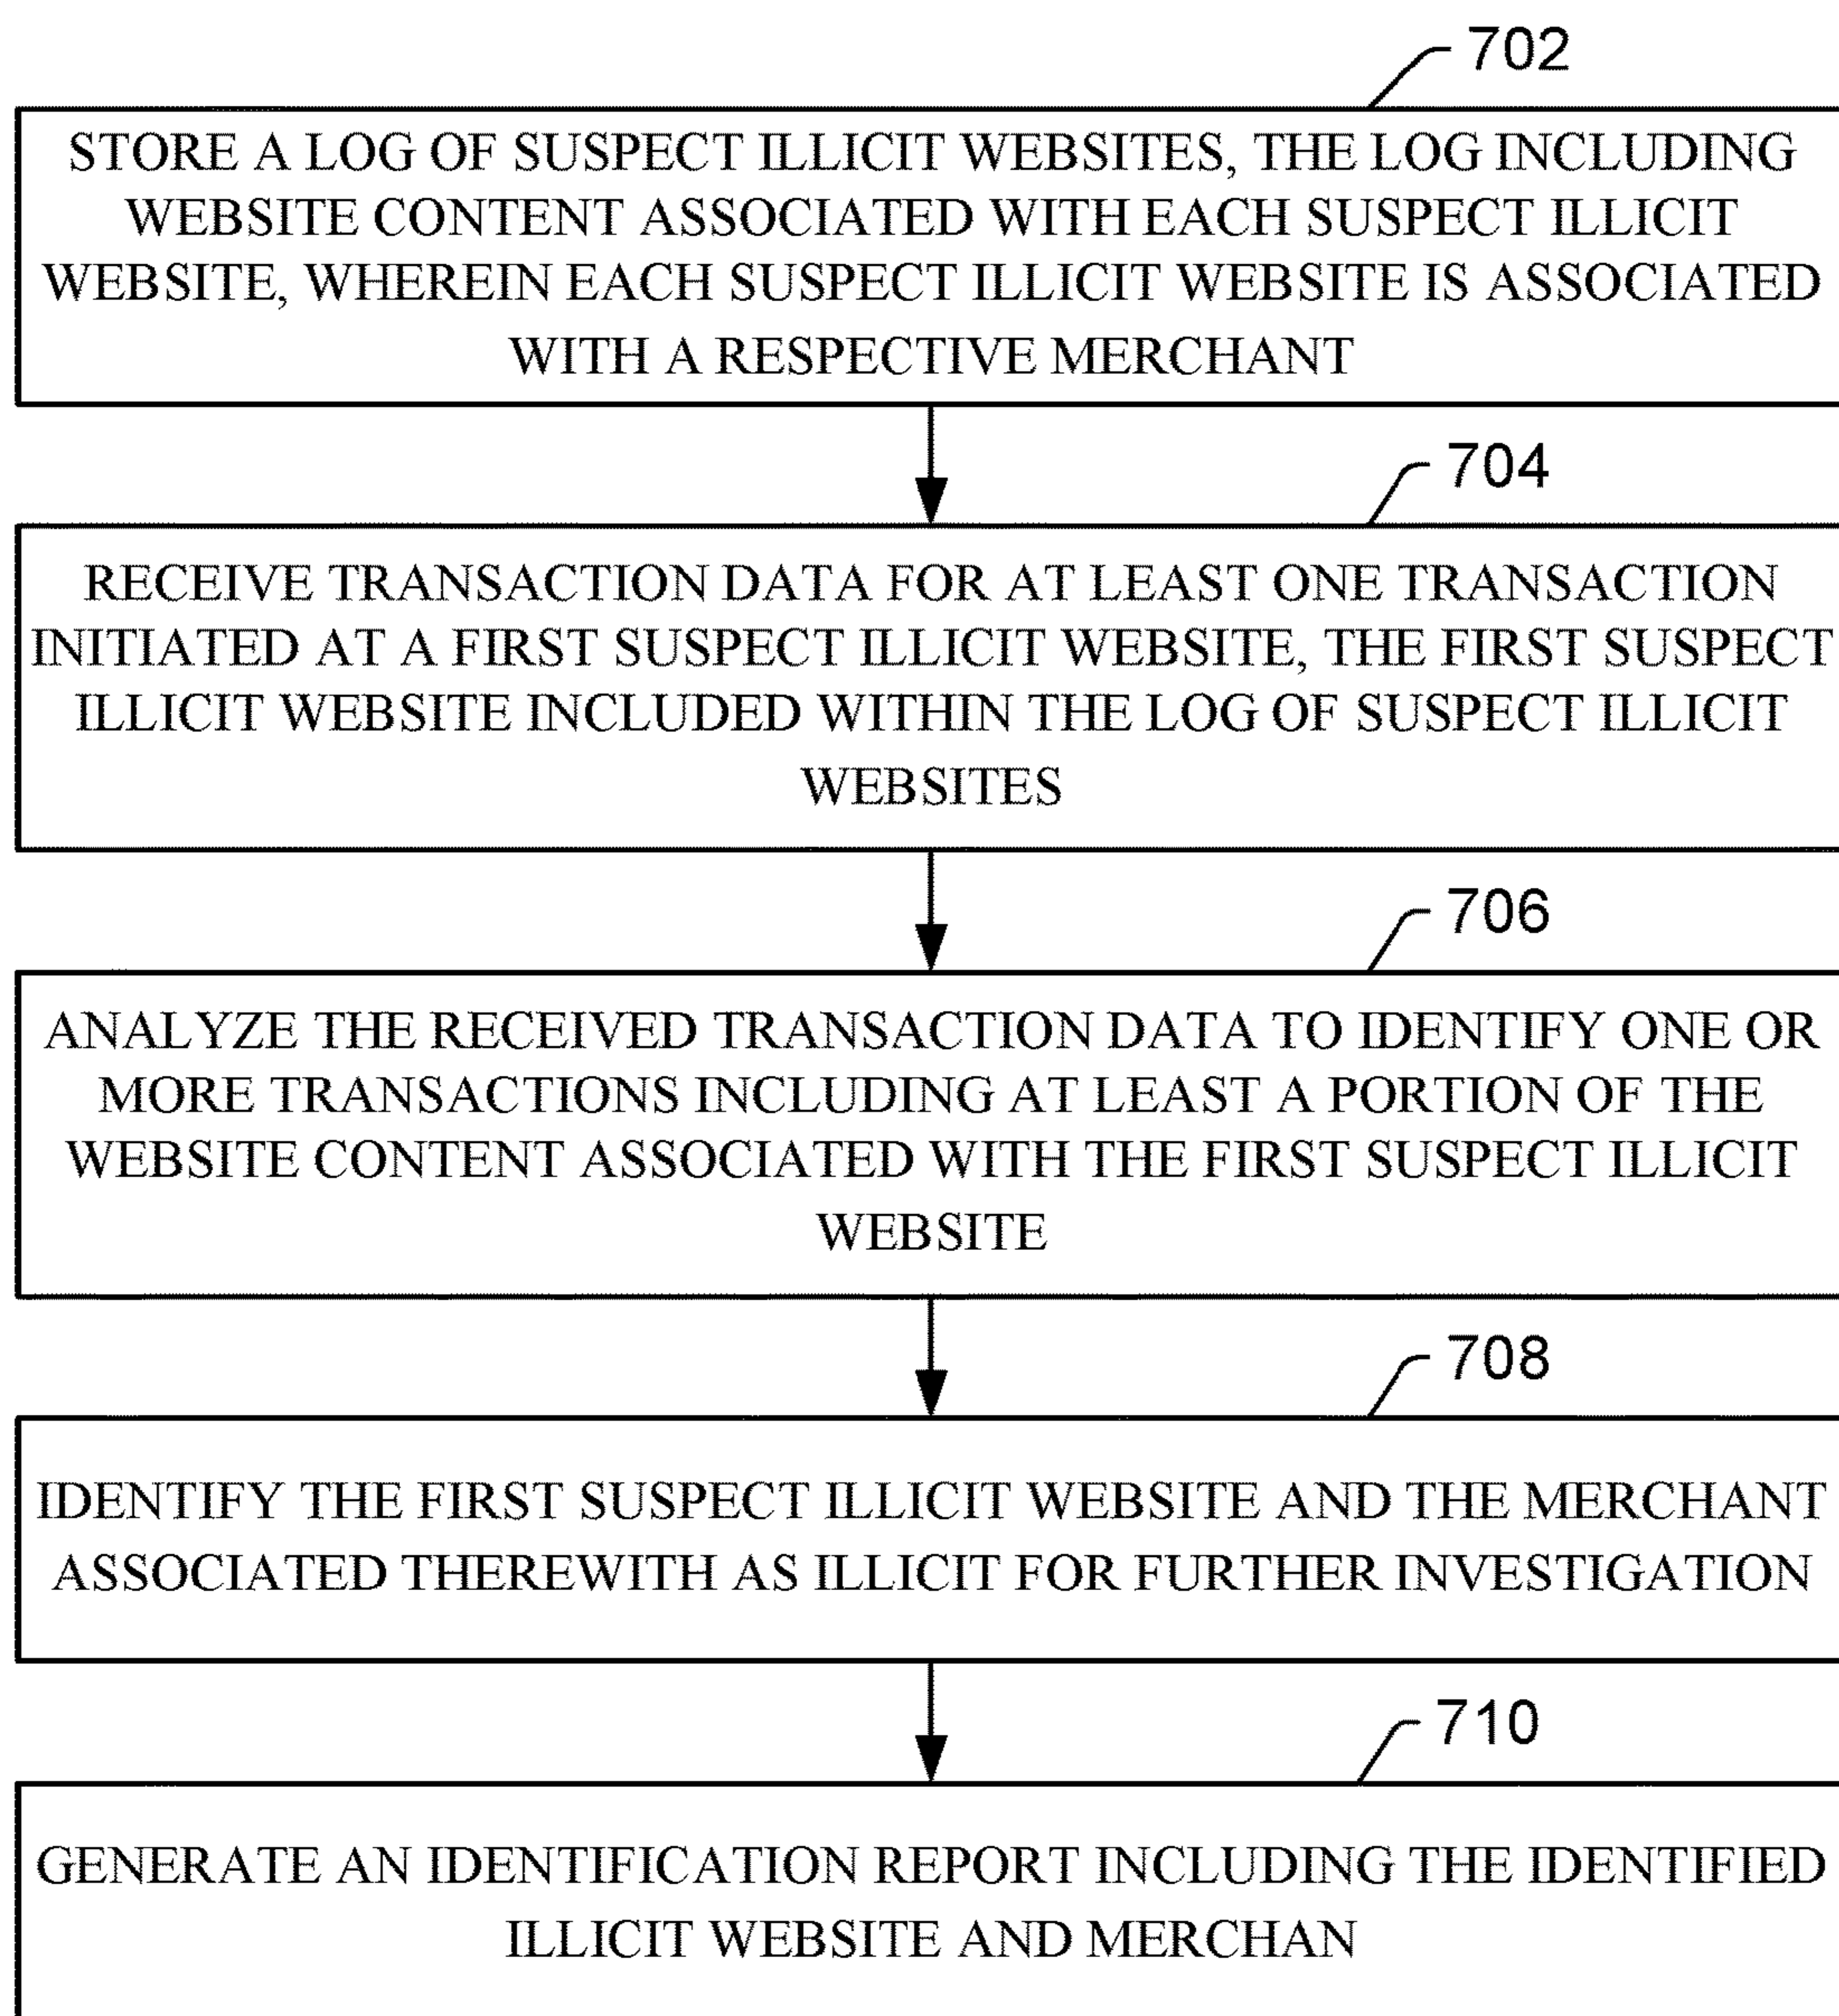 702
STORE A LOG OF SUSPECT ILLICIT WEBSITES, THE LOG INCLUDING
WEBSITE CONTENT ASSOCIATED WITH EACH SUSPECT ILLICIT
WEBSITE, WHEREIN EACH SUSPECT ILLICIT WEBSITE IS ASSOCIATED
WITH A RESPECTIVE MERCHANT
704
RECEIVE TRANSACTION DATA FOR AT LEAST ONE TRANSACTION
INITIATED AT A FIRST SUSPECT ILLICIT WEBSITE, THE FIRST SUSPECT
ILLICIT WEBSITE INCLUDED WITHIN THE LOG OF SUSPECT ILLICIT
WEBSITES
706
ANALYZE THE RECEIVED TRANSACTION DATA TO IDENTIFY ONE OR
MORE TRANSACTIONS INCLUDING AT LEAST A PORTION OF THE
WEBSITE CONTENT ASSOCIATED WITH THE FIRST SUSPECT ILLICIT
WEBSITE
708
IDENTIFY THE FIRST SUSPECT ILLICIT WEBSITE AND THE MERCHANT
ASSOCIATED THEREWITH AS ILLICIT FOR FURTHER INVESTIGATION
710
GENERATE AN IDENTIFICATION REPORT INCLUDING THE IDENTIFIED
ILLICIT WEBSITE AND MERCHAN